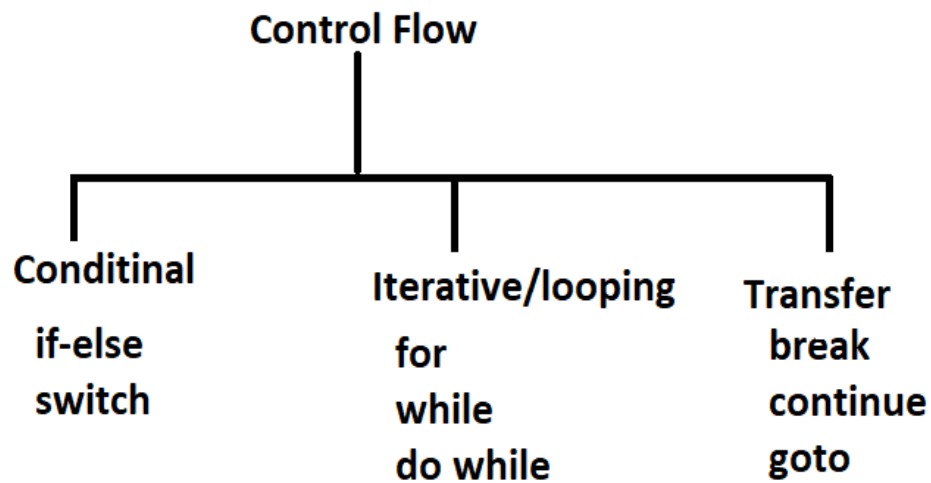 Control Flow
Conditinal
if-else
switch
Iterative/looping
for
while
do while
Transfer
break
continue
goto